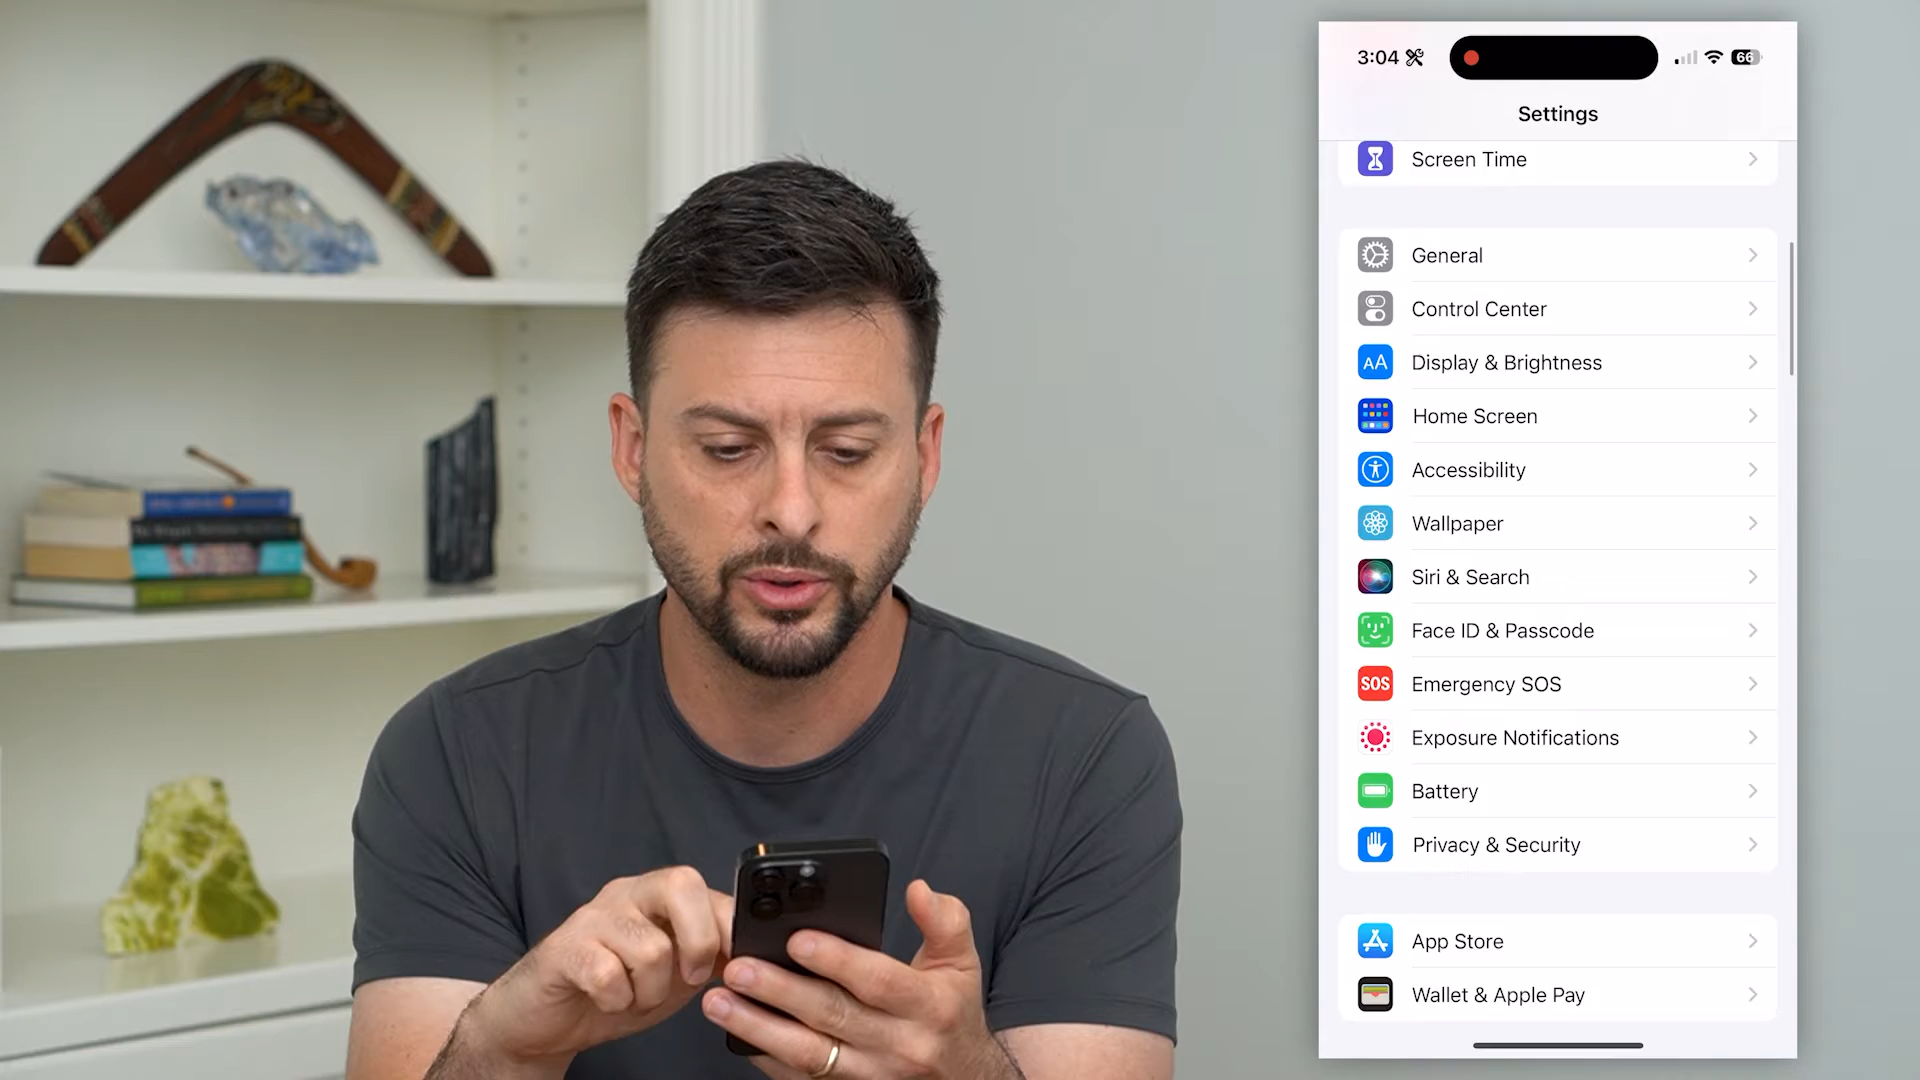 3:04
66
Settings
Screen Time
General
Control Center
AA Display & Brightness
Home Screen
Accessibility
Wallpaper
Siri & Search
Face ID & Passcode
SOS Emergency SOS
Exposure Notifications
Battery
Privacy & Security
App Store
Wallet & Apple Pay